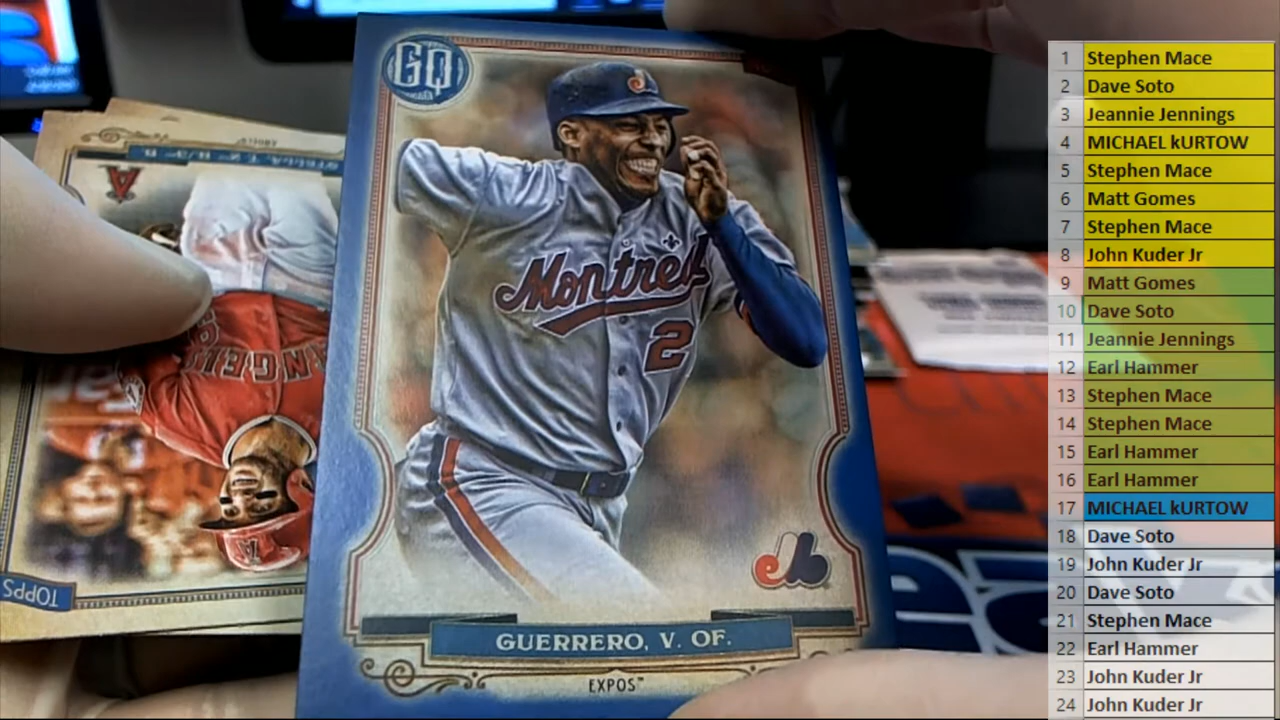 GQ
Montreal
2
GUERRERO, V. OF.
EXPOS™
TOPPS
A
1 Stephen Mace
2 Dave Soto
3 Jeannie Jennings
4 MICHAEL kURTOW
5 Stephen Mace
6 Matt Gomes
7 Stephen Mace
8 John Kuder Jr
9 Matt Gomes
10 Dave Soto
11 Jeannie Jennings
12 Earl Hammer
13 Stephen Mace
14 Stephen Mace
15 Earl Hammer
16 Earl Hammer
17 MICHAEL kURTOW
18 Dave Soto
19 John Kuder Jr
20 Dave Soto
21 Stephen Mace
22 Earl Hammer
23 John Kuder Jr
24 John Kuder Jr